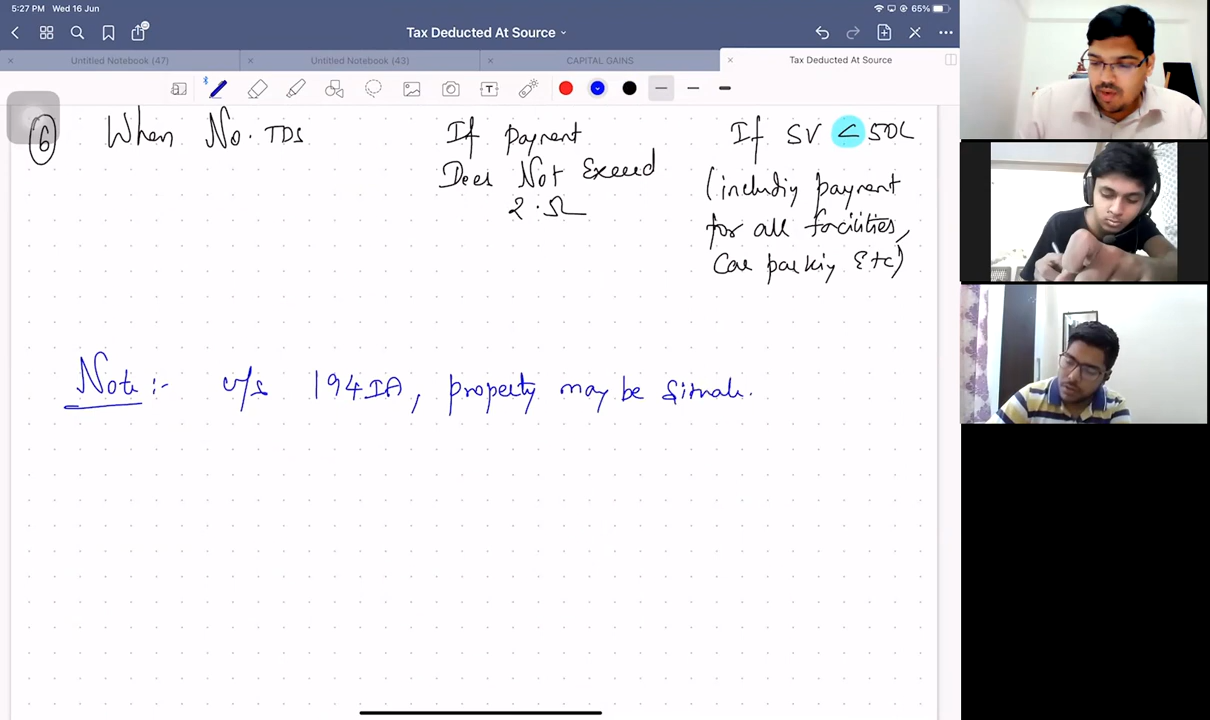 5:27 PM Wed 16 Jun
65%
Tax Deducted At Source
Untitled Notebook (47)
Untitled Notebook (43)
CAPITAL GAINS
Tax Deducted At Source
6 When No. TDS
If payment
Does Not Exceed
2.5L
If SV < 50L
(including payment
for all facilities,
Car parking Etc)
Note :- u/s 194IA, property may be situate.